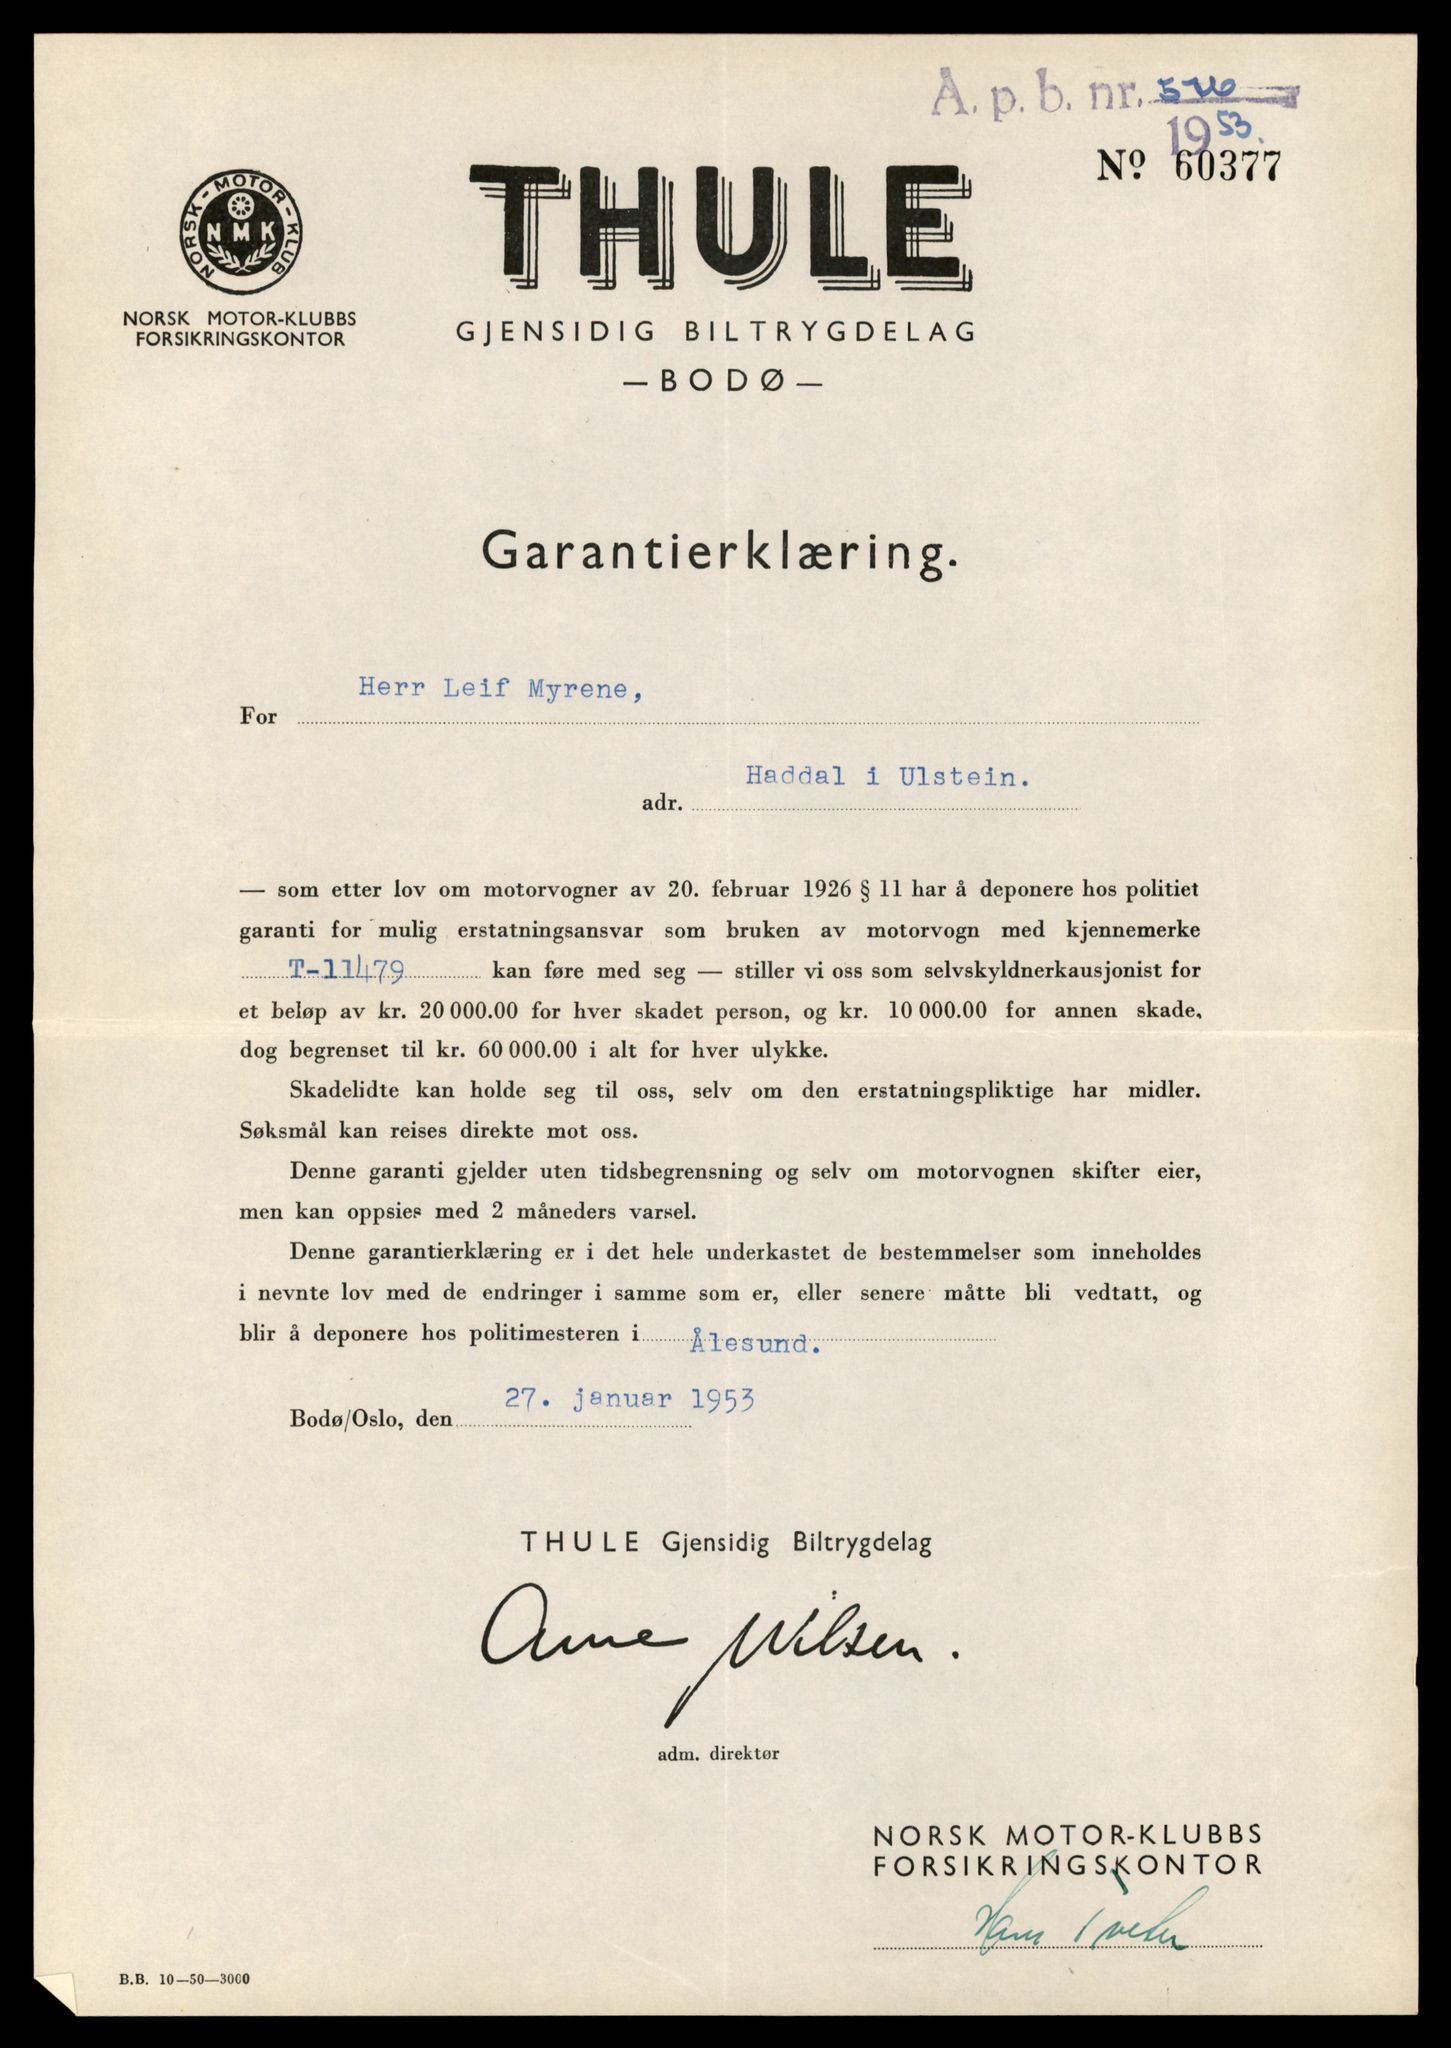 A. p. b. nr. 526
1953.
Nº 60377
NORSK - MOTOR - KLUB
NMK
NORSK MOTOR-KLUBBS
FORSIKRINGSKONTOR
THULE
GJENSIDIG BILTRYGDELAG
— BODØ —
Garantierklæring.
For Herr Leif Myrene,
adr. Haddal i Ulstein.
— som etter lov om motorvogner av 20. februar 1926 § 11 har å deponere hos politiet
garanti for mulig erstatningsansvar som bruken av motorvogn med kjennemerke
T-11479 kan føre med seg — stiller vi oss som selvskyldnerkausjonist for
et beløp av kr. 20 000.00 for hver skadet person, og kr. 10 000.00 for annen skade,
dog begrenset til kr. 60 000.00 i alt for hver ulykke.
Skadelidte kan holde seg til oss, selv om den erstatningspliktige har midler.
Søksmål kan reises direkte mot oss.
Denne garanti gjelder uten tidsbegrensning og selv om motorvognen skifter eier,
men kan oppsies med 2 måneders varsel.
Denne garantierklæring er i det hele underkastet de bestemmelser som inneholdes
i nevnte lov med de endringer i samme som er, eller senere måtte bli vedtatt, og
blir å deponere hos politimesteren i Ålesund.
Bodø/Oslo, den 27. januar 1953
THULE Gjensidig Biltrygdelag
Arne Nilsen.
adm. direktør
NORSK MOTOR-KLUBBS
FORSIKRINGSKONTOR
Hans
B.B. 10—50—3000